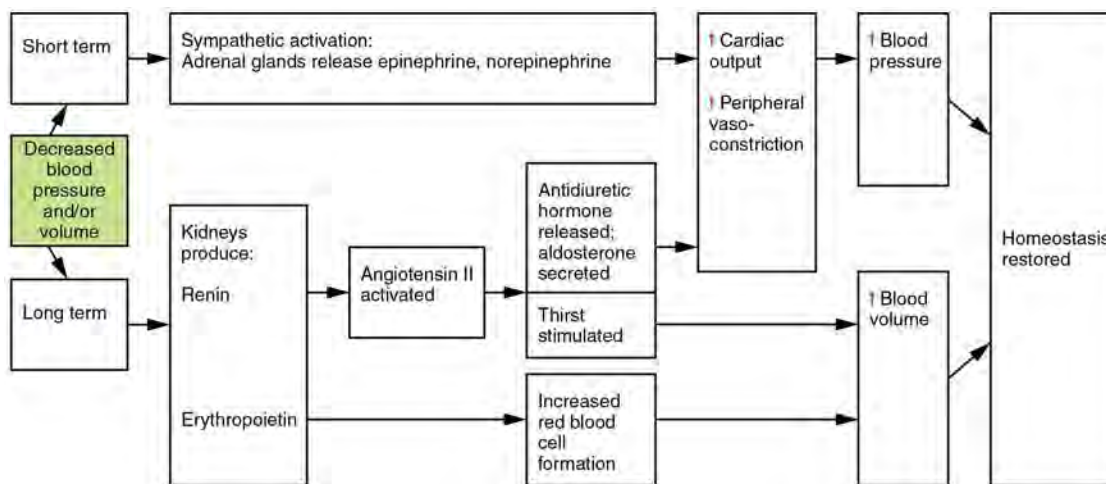 Short term
Sympathetic activation:
Adrenal glands release epinephrine, norepinephrine
↑ Cardiac
output
↑ Peripheral
vaso-
constriction
↑ Blood
pressure
Decreased
blood
pressure
and/or
volume
Long term
Kidneys
produce:
Renin
Erythropoietin
Angiotensin II
activated
Antidiuretic
hormone
released;
aldosterone
secreted
Thirst
stimulated
Increased
red blood
cell
formation
↑ Blood
volume
Homeostasis
restored